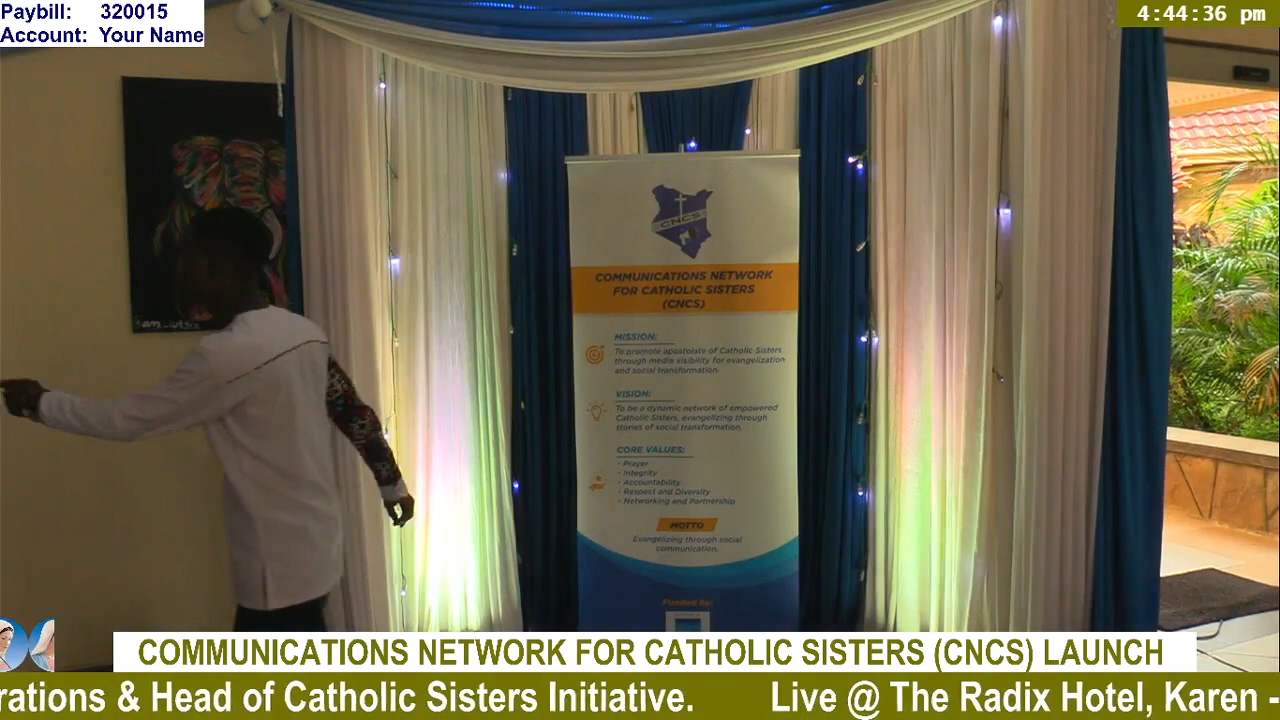 Paybill: 320015
Account: Your Name
4:44:36 pm
CNCS
COMMUNICATIONS NETWORK
FOR CATHOLIC SISTERS
(CNCS)
MISSION:
To promote apostolate of Catholic Sisters
through media visibility for evangelization
and social transformation.
VISION:
To be a dynamic network of empowered
Catholic Sisters, evangelizing through
stories of social transformation.
CORE VALUES:
• Prayer
• Integrity
• Accountability
• Respect and Diversity
• Networking and Partnership
MOTTO
Evangelizing through social
communication.
Funded by:
COMMUNICATIONS NETWORK FOR CATHOLIC SISTERS (CNCS) LAUNCH
rations & Head of Catholic Sisters Initiative. Live @ The Radix Hotel, Karen -